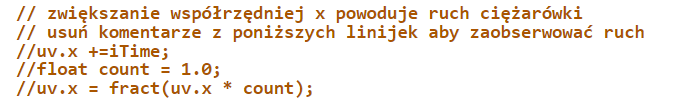 // zwiększanie współrzędniej x powoduje ruch ciężarówki
// usuń komentarze z poniższych linijek aby zaobserwować ruch
//uv.x +=iTime;
//float count = 1.0;
//uv.x = fract(uv.x * count);